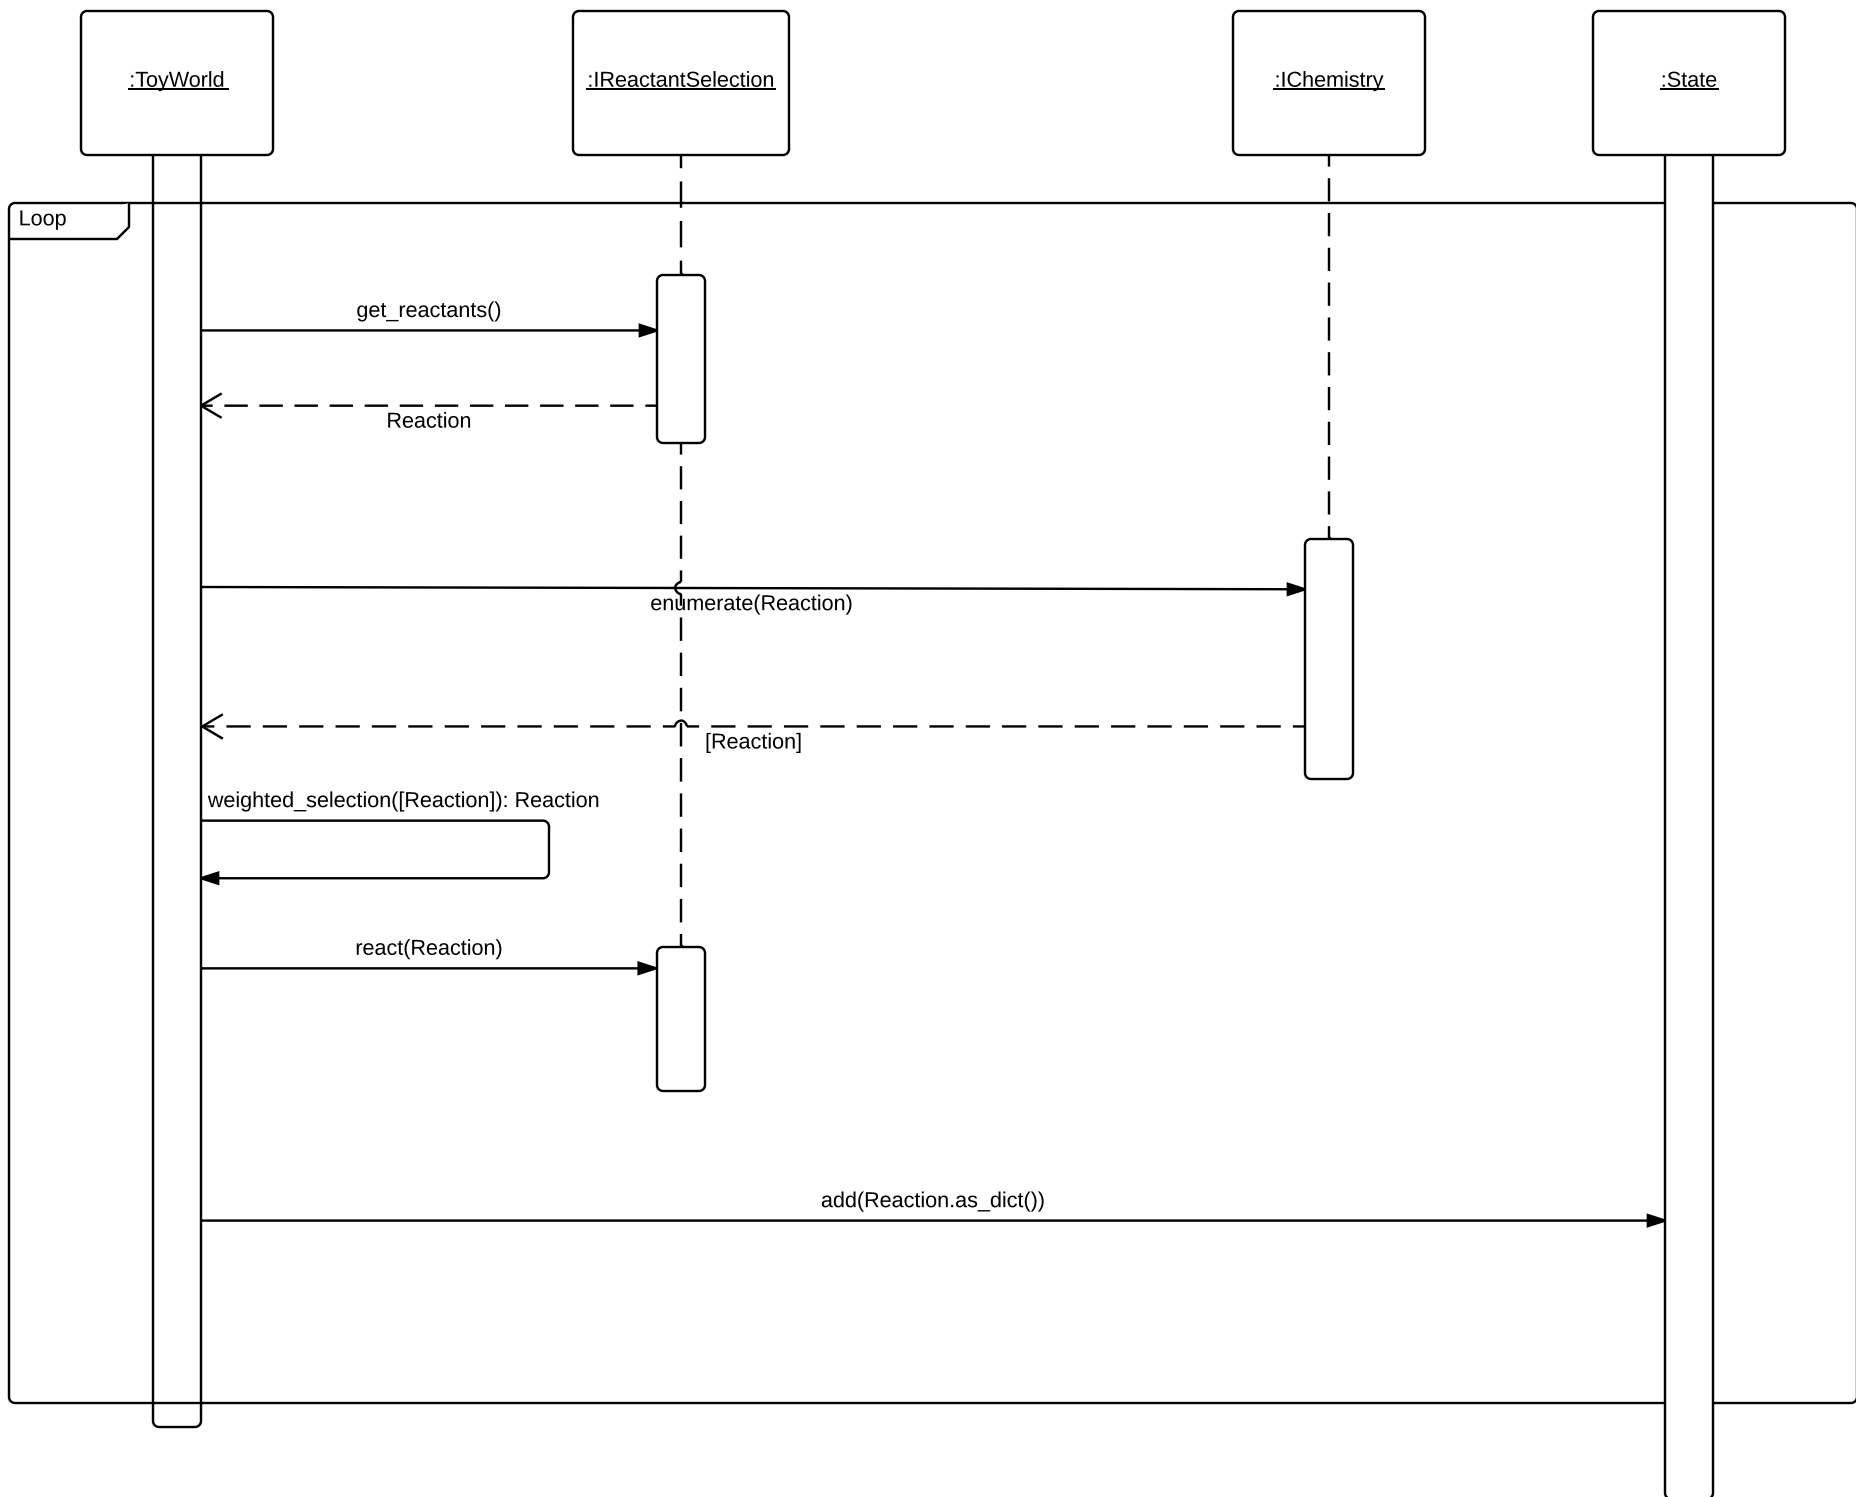 :ToyWorld
:IReactantSelection
:IChemistry
:State
Loop
get_reactants()
Reaction
enumerate(Reaction)
[Reaction]
weighted_selection([Reaction]): Reaction
react(Reaction)
add(Reaction.as_dict())